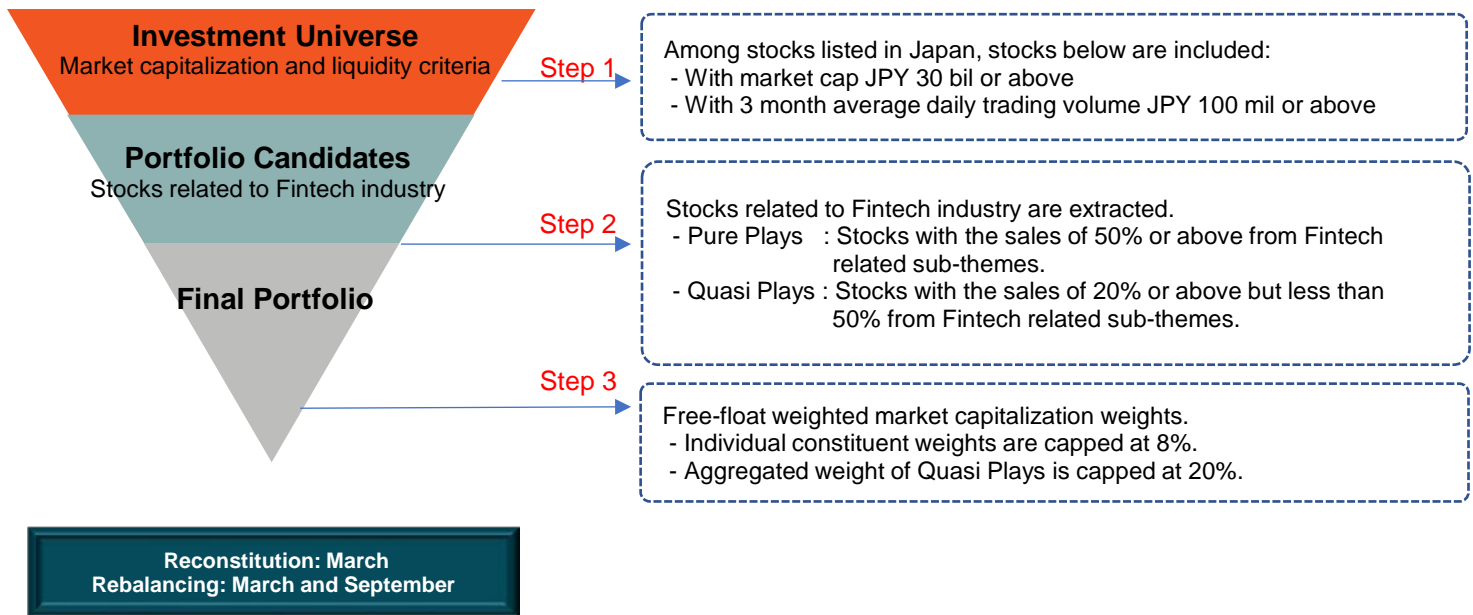 Investment Universe
Market capitalization and liquidity criteria
Step 1
Among stocks listed in Japan, stocks below are included:
- With market cap JPY 30 bil or above
- With 3 month average daily trading volume JPY 100 mil or above
Portfolio Candidates
Stocks related to Fintech industry
Step 2
Stocks related to Fintech industry are extracted.
- Pure Plays : Stocks with the sales of 50% or above from Fintech
related sub-themes.
- Quasi Plays : Stocks with the sales of 20% or above but less than
50% from Fintech related sub-themes.
Final Portfolio
Step 3
Free-float weighted market capitalization weights.
- Individual constituent weights are capped at 8%.
- Aggregated weight of Quasi Plays is capped at 20%.
Reconstitution: March
Rebalancing: March and September